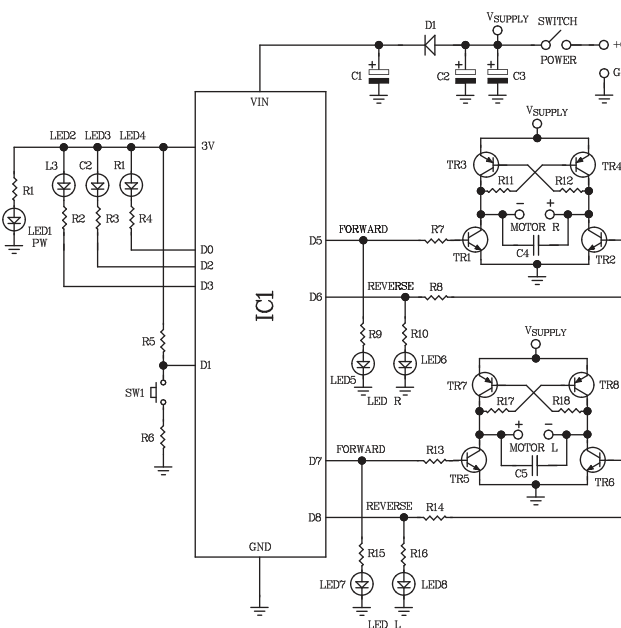 D1
VSUPPLY
SWITCH
+
+
+
+
C1
C2
C3
POWER
G
VIN
VSUPPLY
LED2 LED3 LED4
3V
L3
C2
R1
R1
TR3
TR4
R11
R12
LED1
PW
R2
R3
R4
FORWARD
R7
− +
MOTOR R
D0
D5
TR1
C4
TR2
D2
D3
REVERSE
R8
D6
IC1
R5
R9
R10
VSUPPLY
D1
LED5
LED6
LED R
TR7
TR8
SW1
R17
R18
R6
+ −
MOTOR L
FORWARD
R13
D7
TR5
C5
TR6
REVERSE
R14
D8
GND
R15
R16
LED7
LED8
LED L